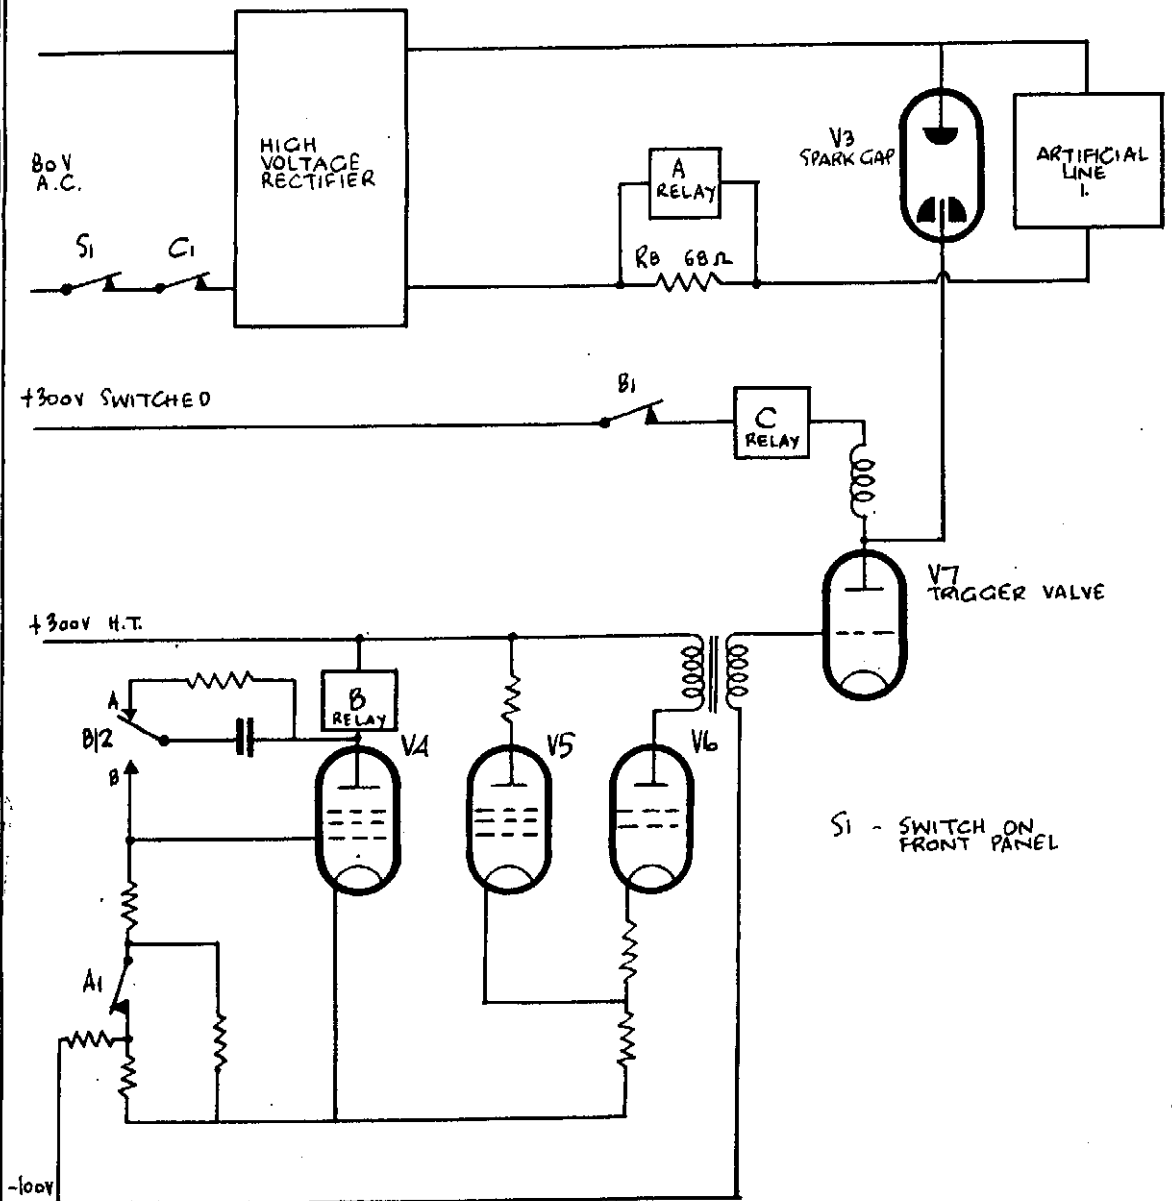 HIGH
VOLTAGE
RECTIFIER
80V
A.C.
S1
C1
A
RELAY
R8 68Ω
V3
SPARK GAP
ARTIFICIAL
LINE
1.
+300V SWITCHED
B1
C
RELAY
V7
TRIGGER VALVE
+300V H.T.
A
B/2
B
B
RELAY
V4
V5
V6
S1 - SWITCH ON
FRONT PANEL
A1
-100V